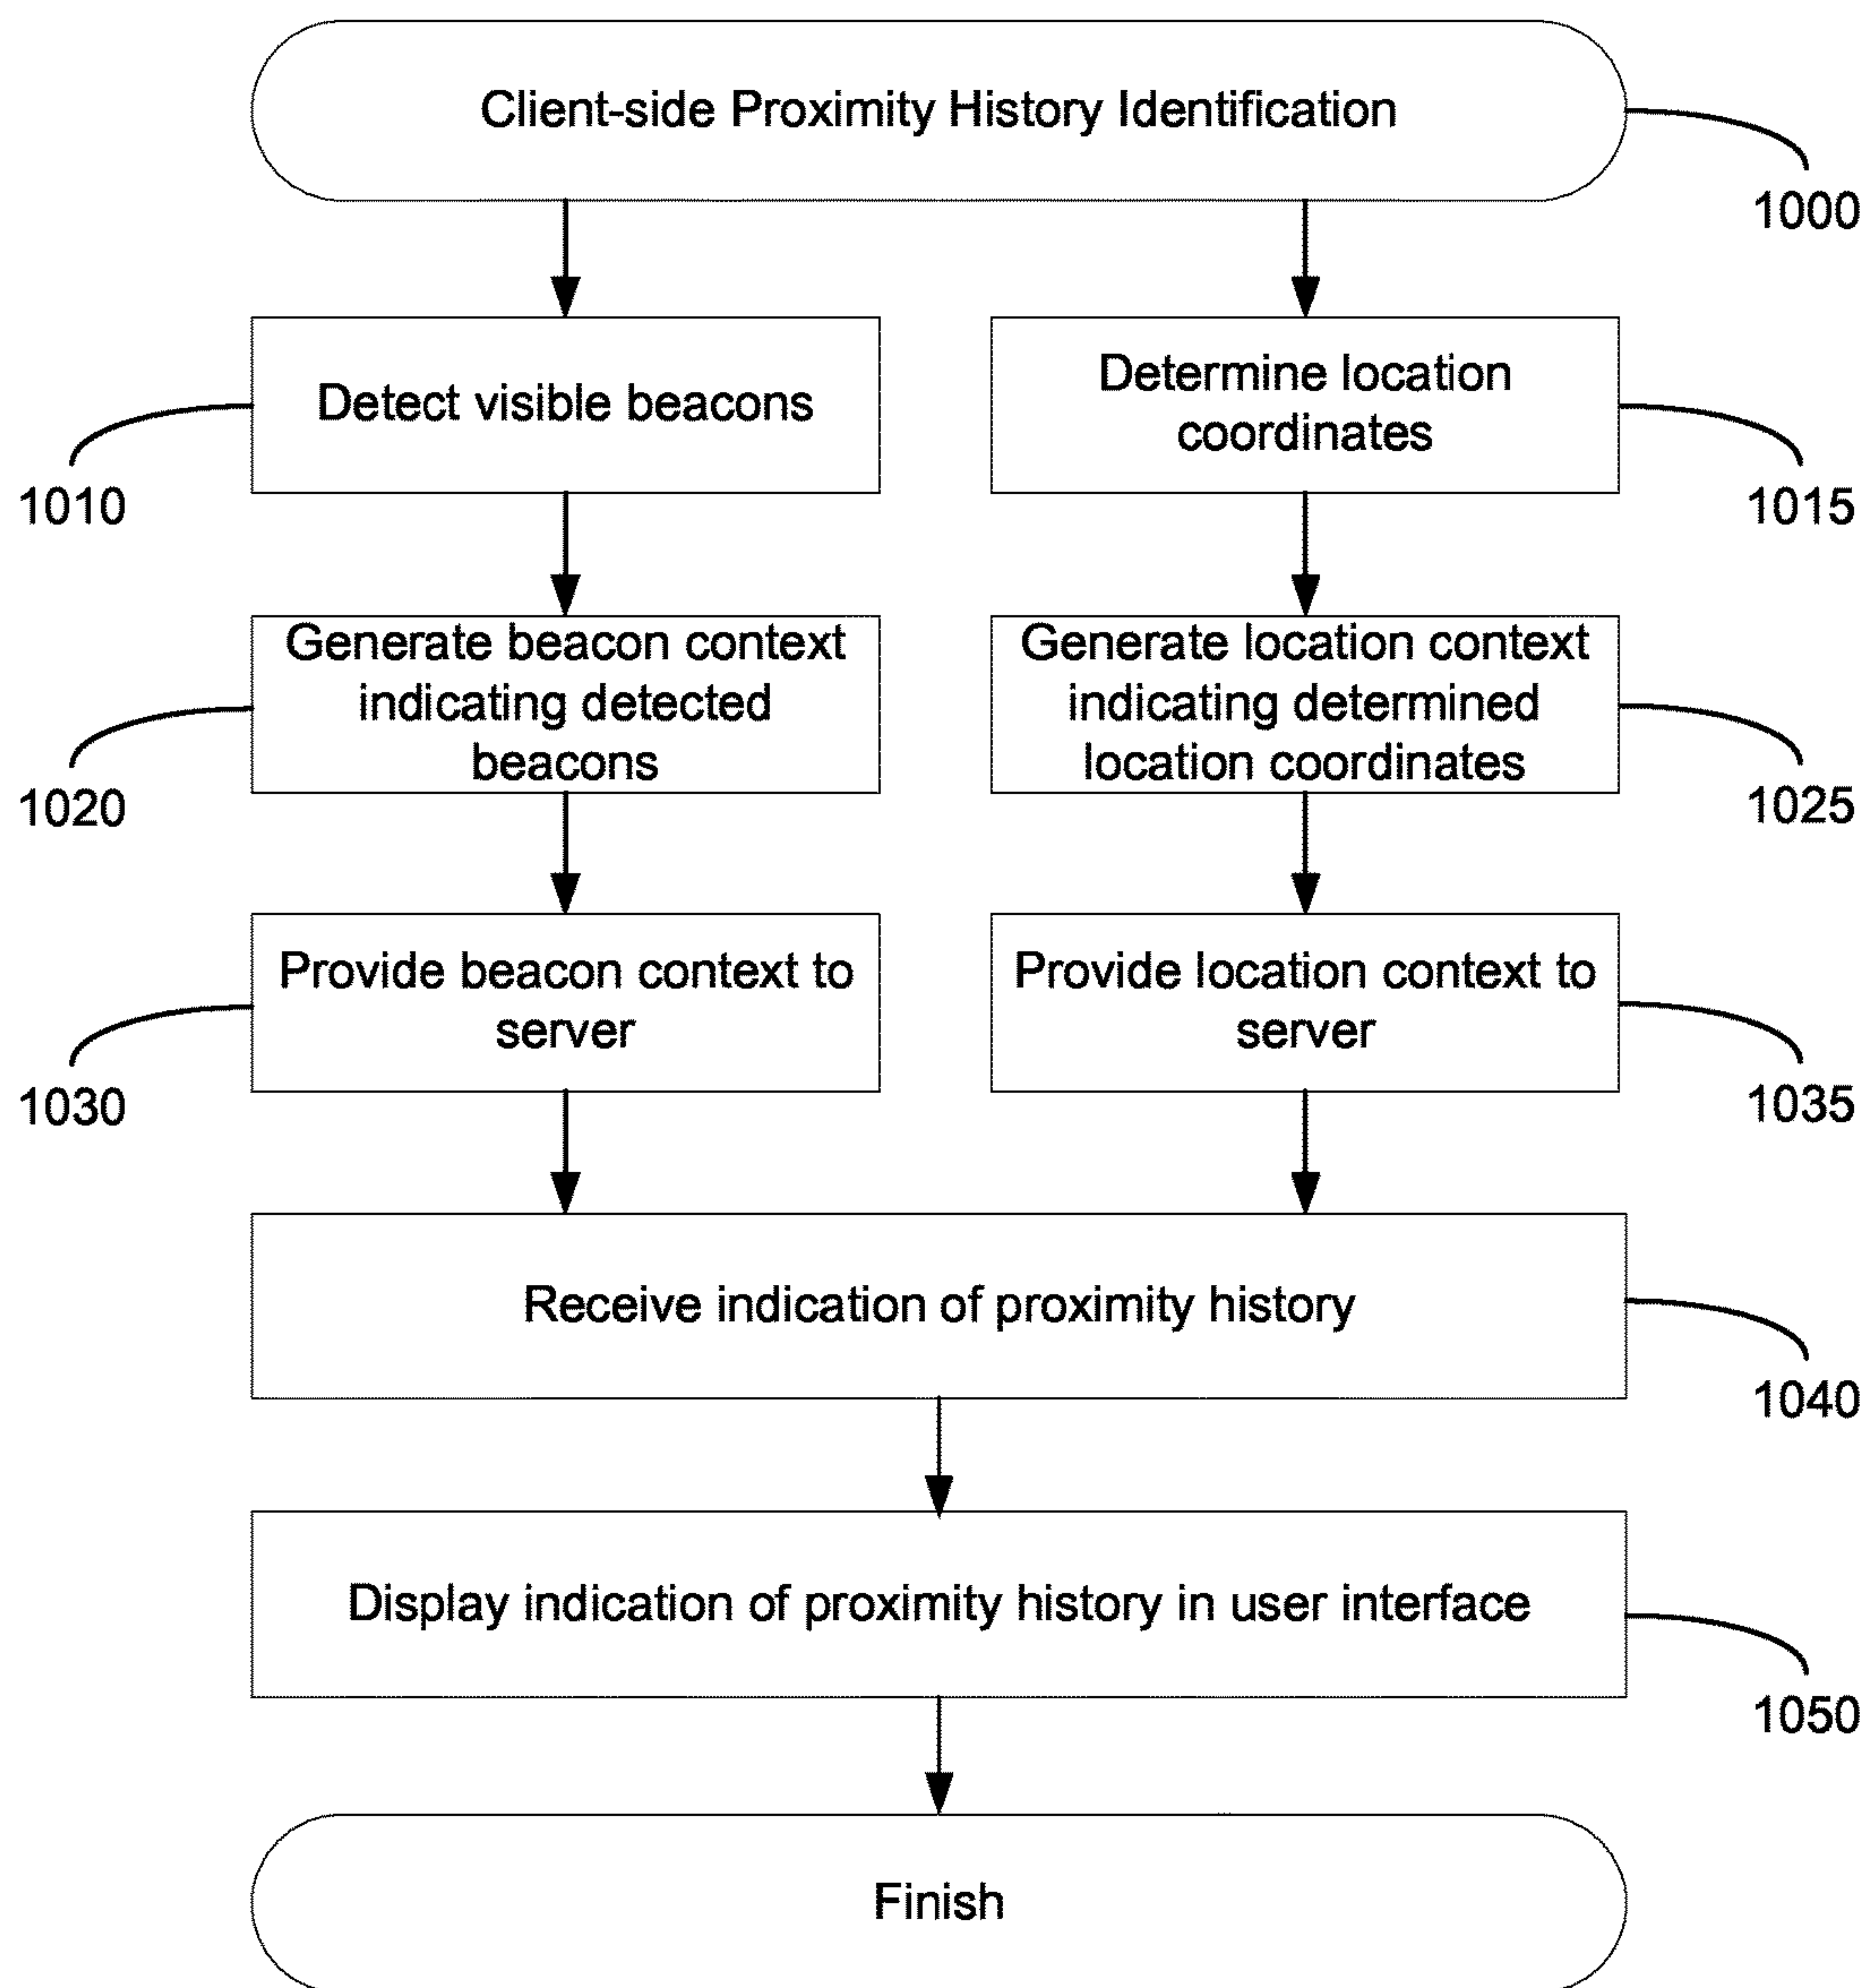 Client-side Proximity History Identification
1000
Detect visible beacons
1010
Determine location
coordinates
1015
Generate beacon context
indicating detected
beacons
1020
Generate location context
indicating determined
location coordinates
1025
Provide beacon context to
server
1030
Provide location context to
server
1035
Receive indication of proximity history
1040
Display indication of proximity history in user interface
1050
Finish